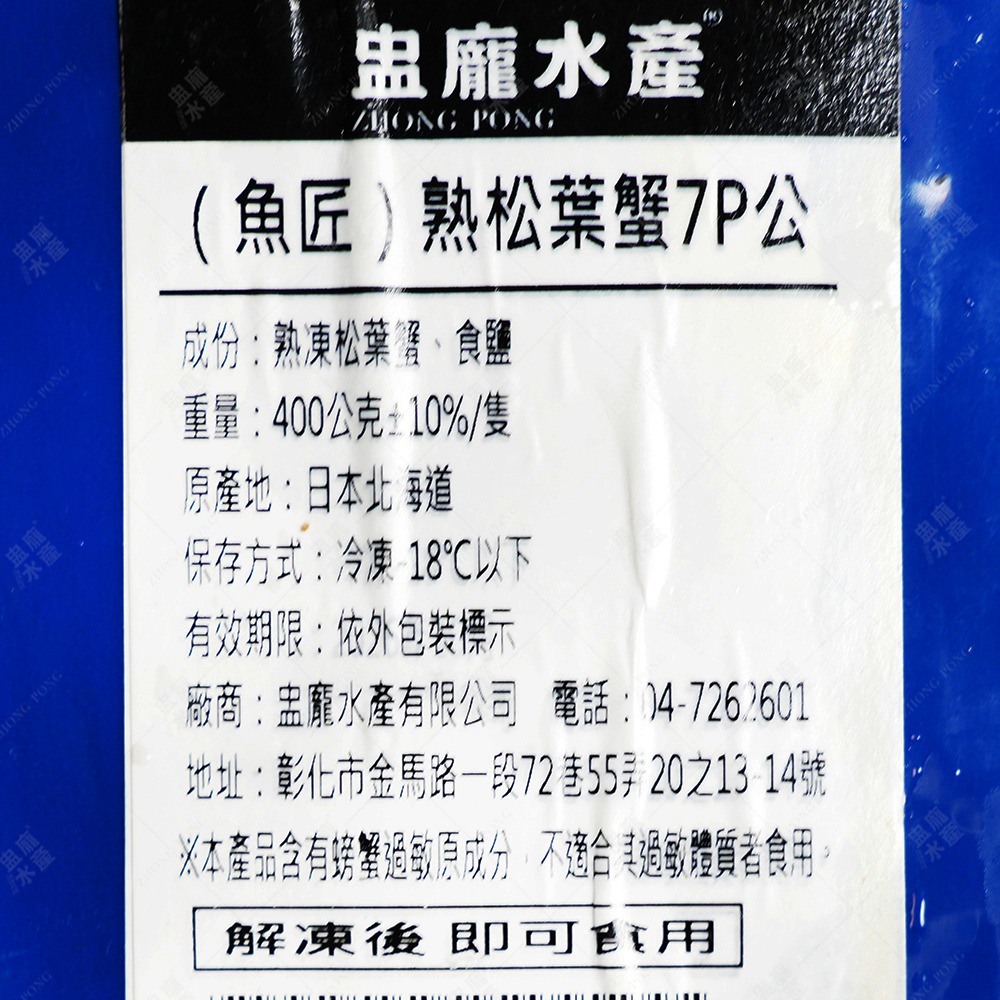 盅龐水產
ZHONG PONG
(魚匠)熟松葉蟹7P公
成份：熟凍松葉蟹、食鹽
重量：400公克±10%/隻
原產地：日本北海道
保存方式：冷凍-18℃以下
有效期限：依外包裝標示
廠商：盅龐水產有限公司 電話：04-7262601
地址：彰化市金馬路一段72巷55弄20之13-14號
※本產品含有螃蟹過敏原成分，不適合其過敏體質者食用。
解凍後即可食用